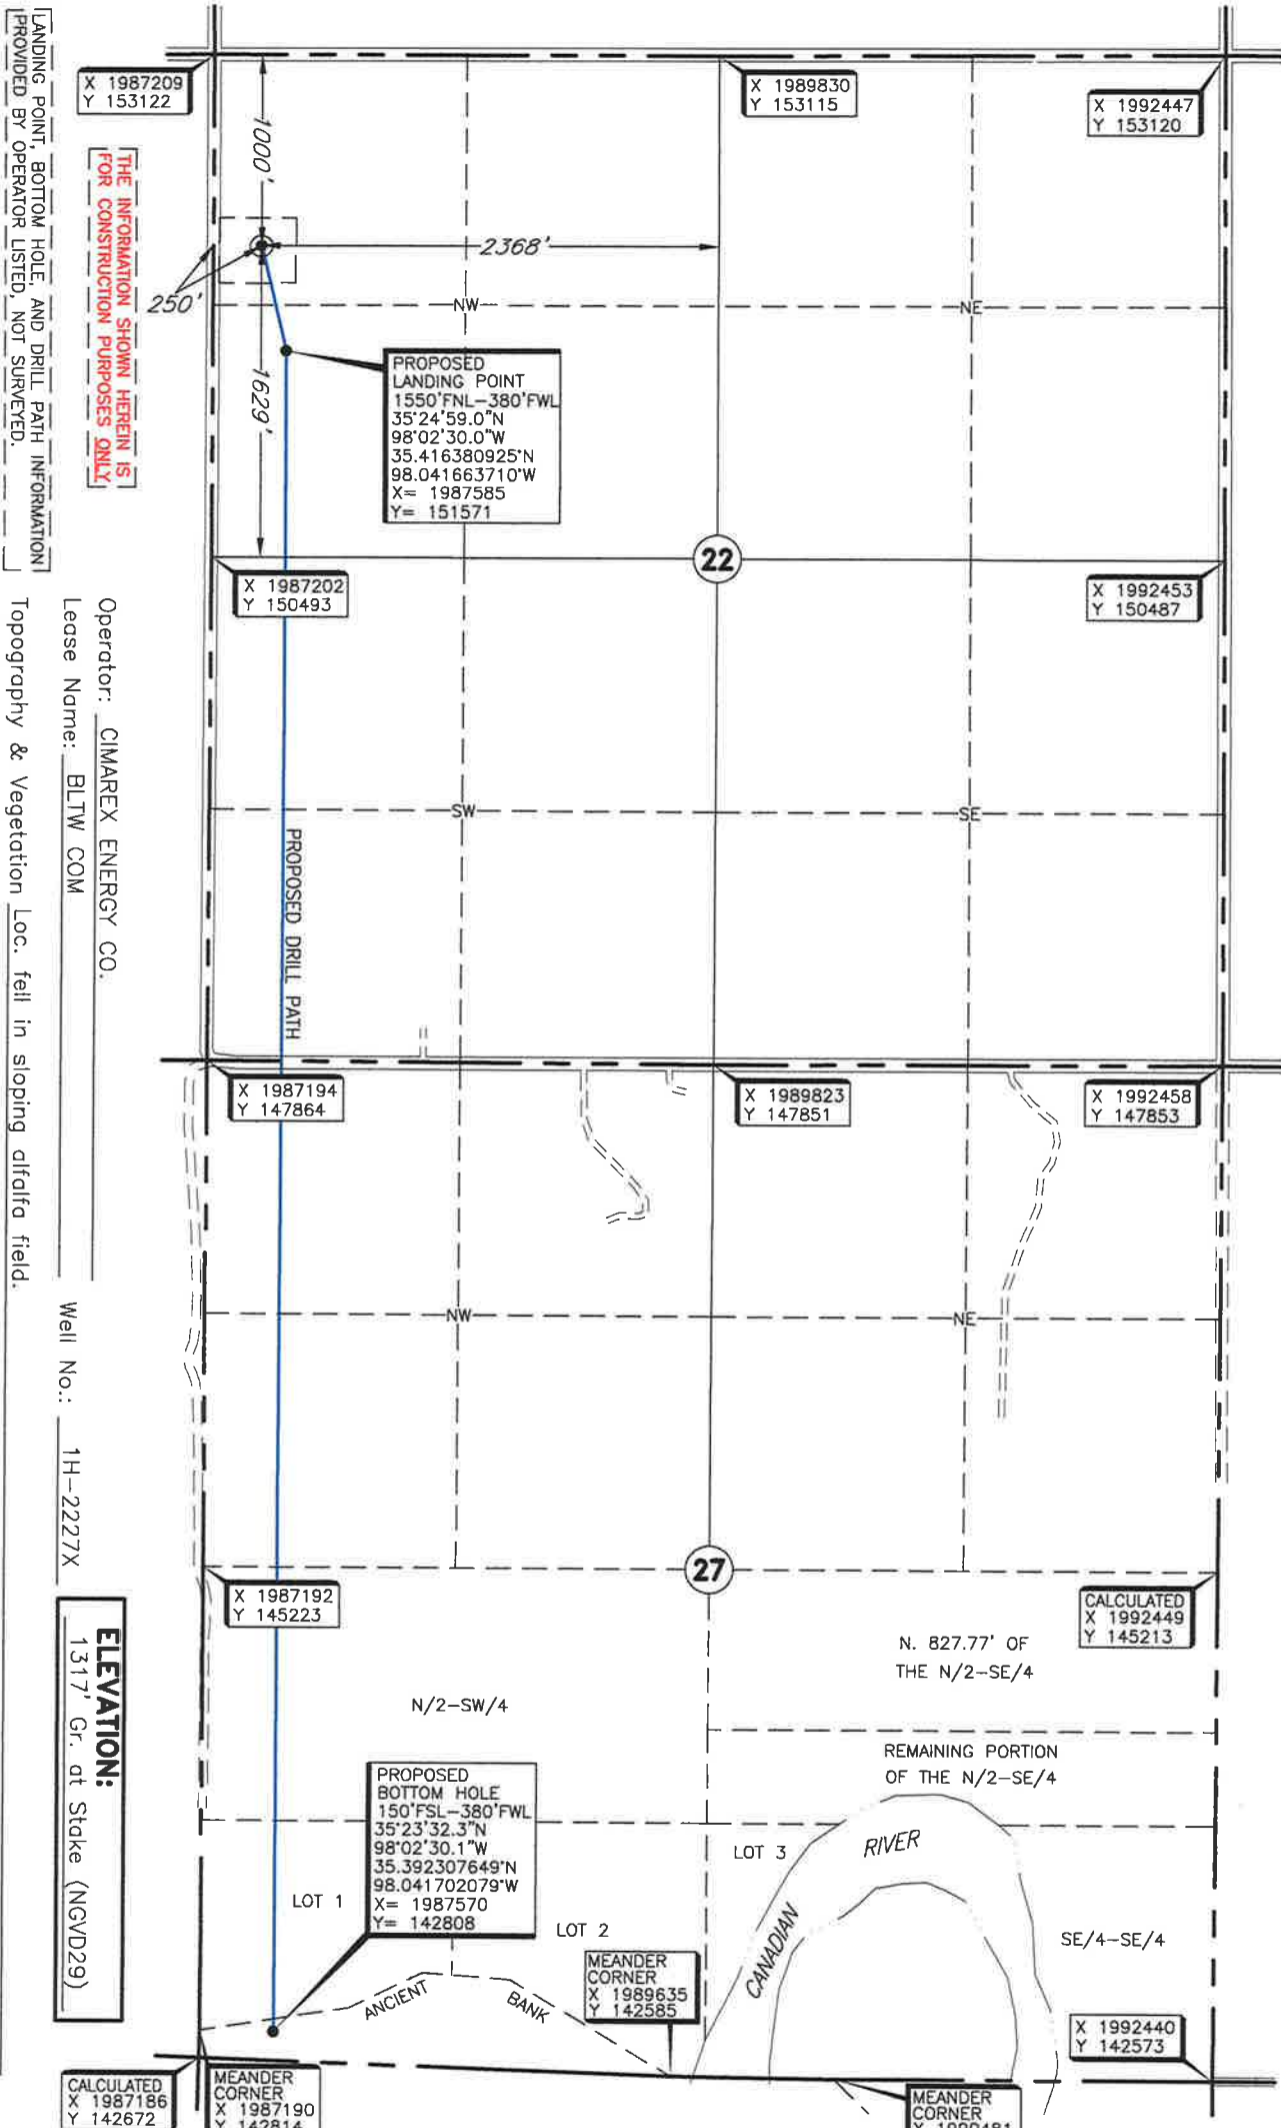 X 1987209
Y 153122
X 1989830
Y 153115
X 1992447
Y 153120
1000'
2368'
250'
1629'
NW
NE
PROPOSED
LANDING POINT
1550'FNL-380'FWL
35°24'59.0"N
98°02'30.0"W
35.416380925°N
98.041663710°W
X= 1987585
Y= 151571
22
X 1987202
Y 150493
X 1992453
Y 150487
SW
SE
PROPOSED DRILL PATH
X 1987194
Y 147864
X 1989823
Y 147851
X 1992458
Y 147853
NW
NE
27
X 1987192
Y 145223
CALCULATED
X 1992449
Y 145213
N. 827.77' OF
THE N/2-SE/4
N/2-SW/4
REMAINING PORTION
OF THE N/2-SE/4
PROPOSED
BOTTOM HOLE
150'FSL-380'FWL
35°23'32.3"N
98°02'30.1"W
35.392307649°N
98.041702079°W
X= 1987570
Y= 142808
LOT 3
RIVER
LOT 1
LOT 2
CANADIAN
SE/4-SE/4
ANCIENT
BANK
MEANDER
CORNER
X 1989635
Y 142585
X 1992440
Y 142573
CALCULATED
X 1987186
Y 142672
MEANDER
CORNER
X 1987190
Y 142814
MEANDER
CORNER
THE INFORMATION SHOWN HEREIN IS
FOR CONSTRUCTION PURPOSES ONLY
LANDING POINT, BOTTOM HOLE, AND DRILL PATH INFORMATION
PROVIDED BY OPERATOR LISTED, NOT SURVEYED.
Operator: CIMAREX ENERGY CO.
Lease Name: BLTW COM
Well No.: 1H-2227X
Topography & Vegetation Loc. fell in sloping alfalfa field.
ELEVATION:
1317' Gr. at Stake (NGVD29)